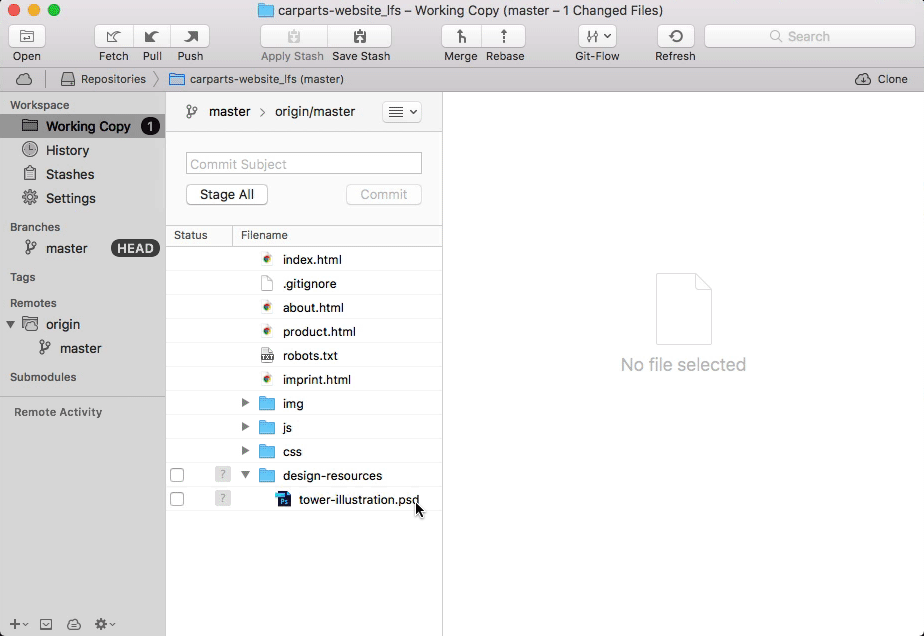 carparts-website_lfs – Working Copy (master – 1 Changed Files)
Open
Fetch
Pull
Push
Apply Stash
Save Stash
Merge
Rebase
Git-Flow
Refresh
Search
Repositories
carparts-website_lfs (master)
Clone
Workspace
Working Copy 1
History
Stashes
Settings
Branches
master HEAD
Tags
Remotes
origin
master
Submodules
Remote Activity
master > origin/master
Commit Subject
Stage All
Commit
Status Filename
index.html
.gitignore
about.html
product.html
robots.txt
imprint.html
img
js
css
? design-resources
? Ps tower-illustration.psd
No file selected